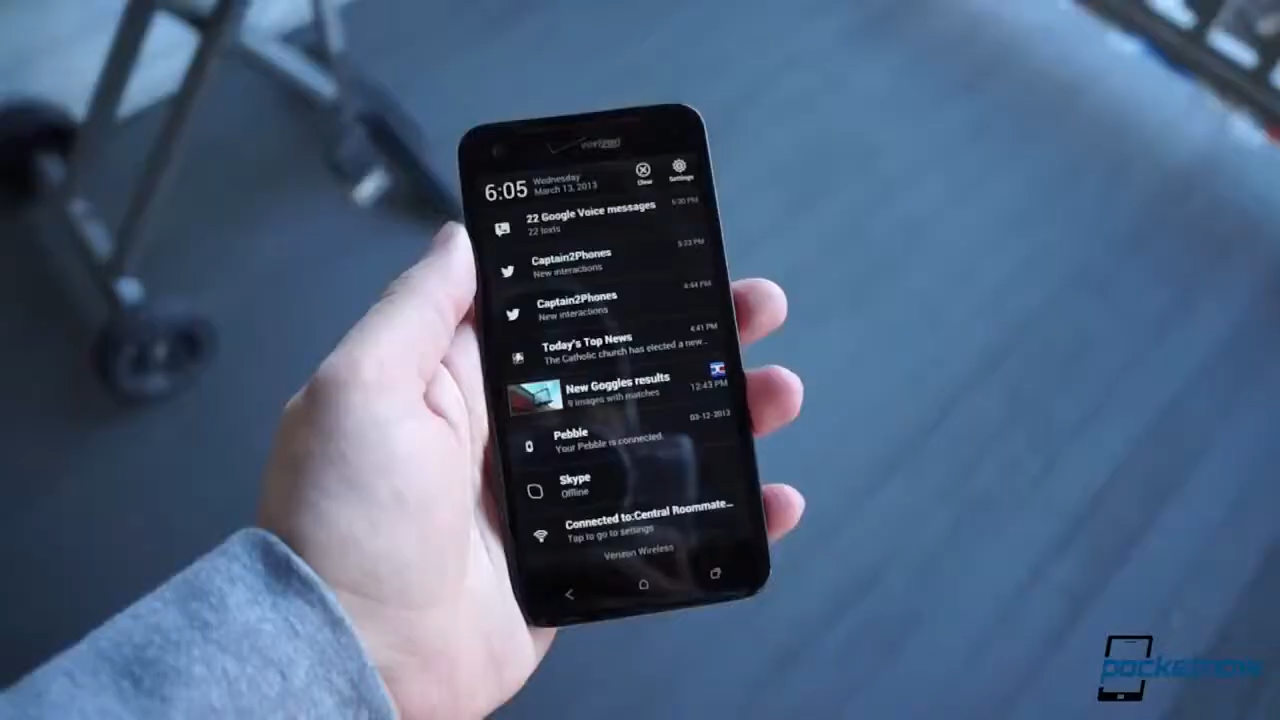 verizon
6:05
Wednesday
March 13, 2013
Clear
Settings
22 Google Voice messages
5:30 PM
22 texts
Captain2Phones
5:23 PM
New interactions
Captain2Phones
4:44 PM
New interactions
Today's Top News
4:41 PM
The Catholic church has elected a new...
New Goggles results
9 images with matches
12:43 PM
Pebble
03-12-2013
Your Pebble is connected.
Skype
Offline
Connected to:Central Roommate...
Tap to go to settings
Verizon Wireless
pocketnow